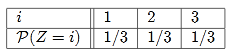 i 1 2 3
P(Z = i) 1/3 1/3 1/3